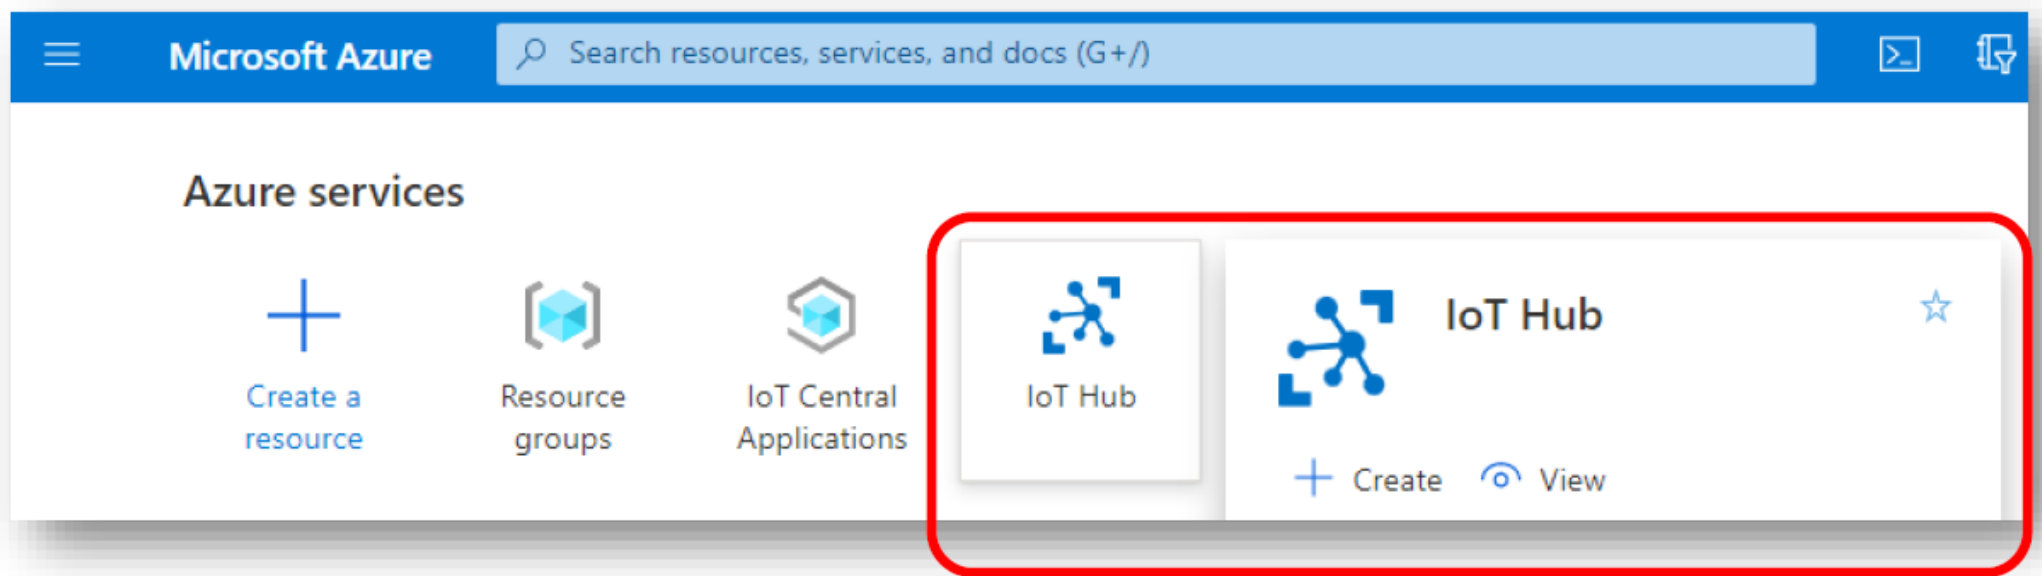 Microsoft Azure
Search resources, services, and docs (G+/)
Azure services
Create a
resource
Resource
groups
IoT Central
Applications
IoT Hub
IoT Hub
Create
View